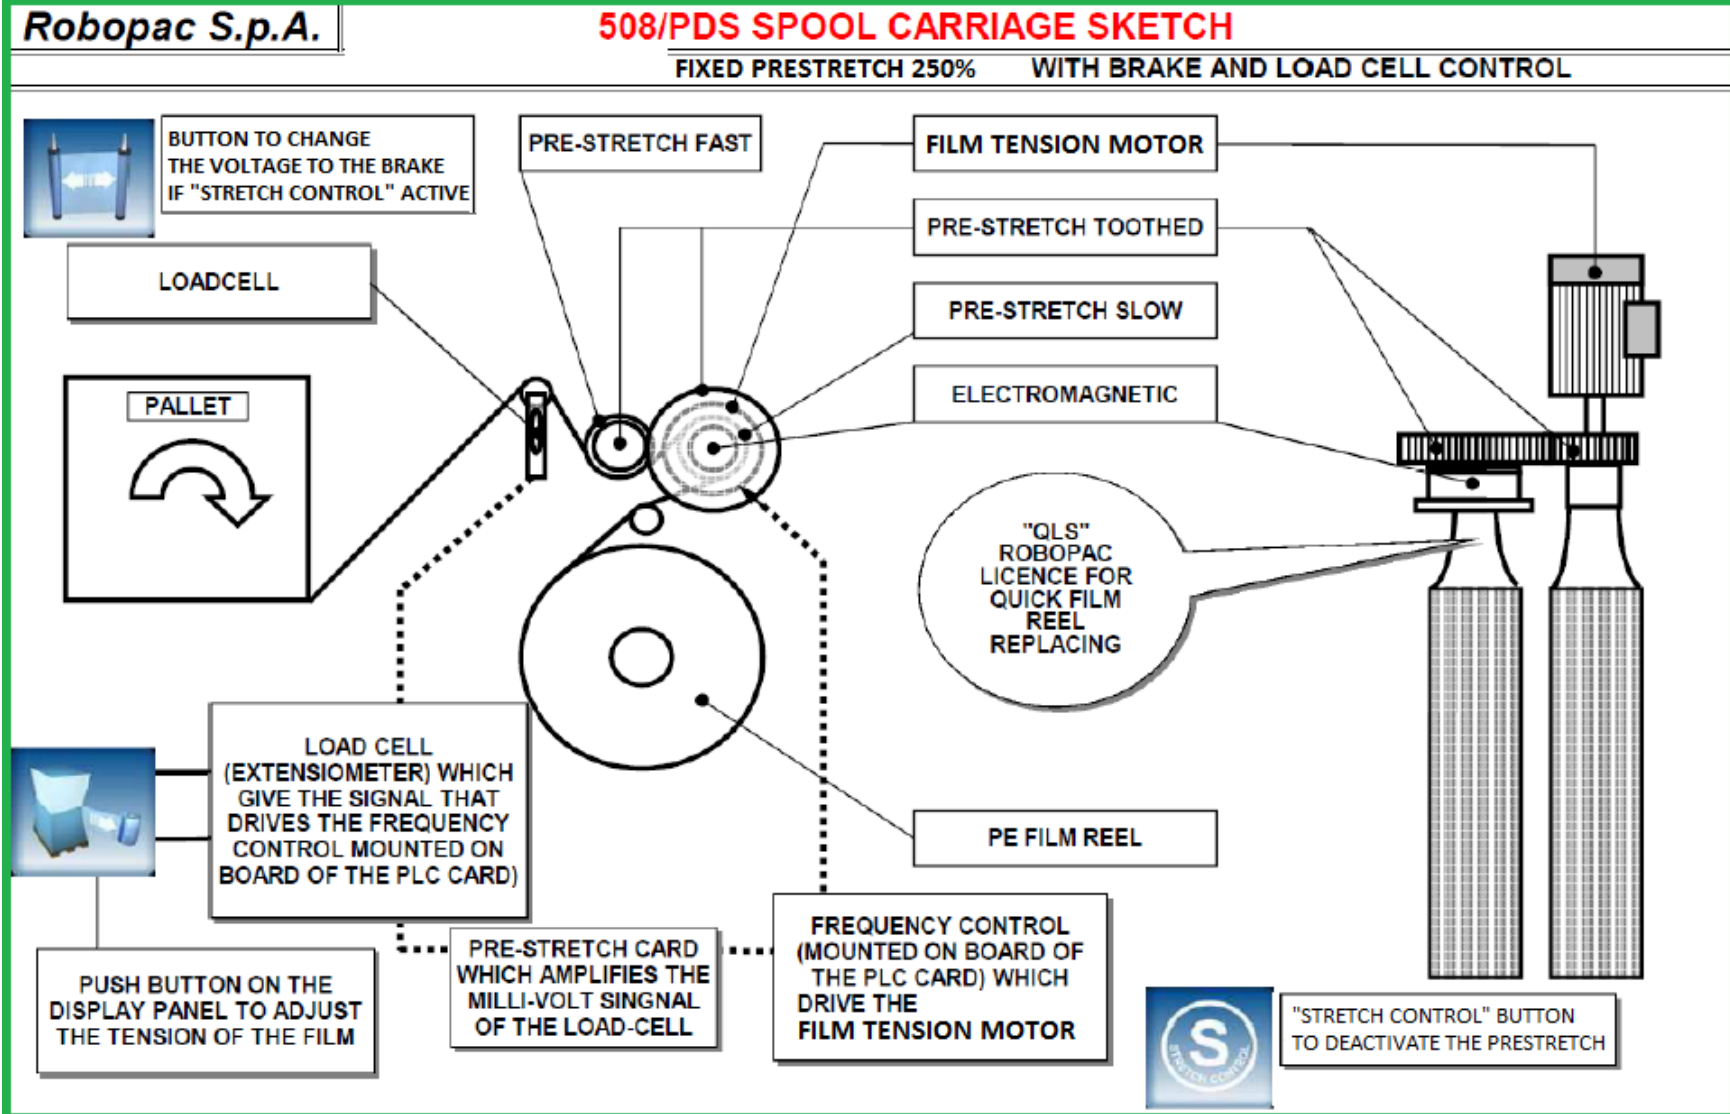 Robopac S.p.A.
508/PDS SPOOL CARRIAGE SKETCH
FIXED PRESTRETCH 250% WITH BRAKE AND LOAD CELL CONTROL
BUTTON TO CHANGE
THE VOLTAGE TO THE BRAKE
IF "STRETCH CONTROL" ACTIVE
PRE-STRETCH FAST
FILM TENSION MOTOR
PRE-STRETCH TOOTHED
LOADCELL
PRE-STRETCH SLOW
ELECTROMAGNETIC
PALLET
"QLS"
ROBOPAC
LICENCE FOR
QUICK FILM
REEL
REPLACING
LOAD CELL
(EXTENSIOMETER) WHICH
GIVE THE SIGNAL THAT
DRIVES THE FREQUENCY
CONTROL MOUNTED ON
BOARD OF THE PLC CARD)
PE FILM REEL
PUSH BUTTON ON THE
DISPLAY PANEL TO ADJUST
THE TENSION OF THE FILM
PRE-STRETCH CARD
WHICH AMPLIFIES THE
MILLI-VOLT SINGNAL
OF THE LOAD-CELL
FREQUENCY CONTROL
(MOUNTED ON BOARD OF
THE PLC CARD) WHICH
DRIVE THE
FILM TENSION MOTOR
S
STRETCH CONTROL
"STRETCH CONTROL" BUTTON
TO DEACTIVATE THE PRESTRETCH